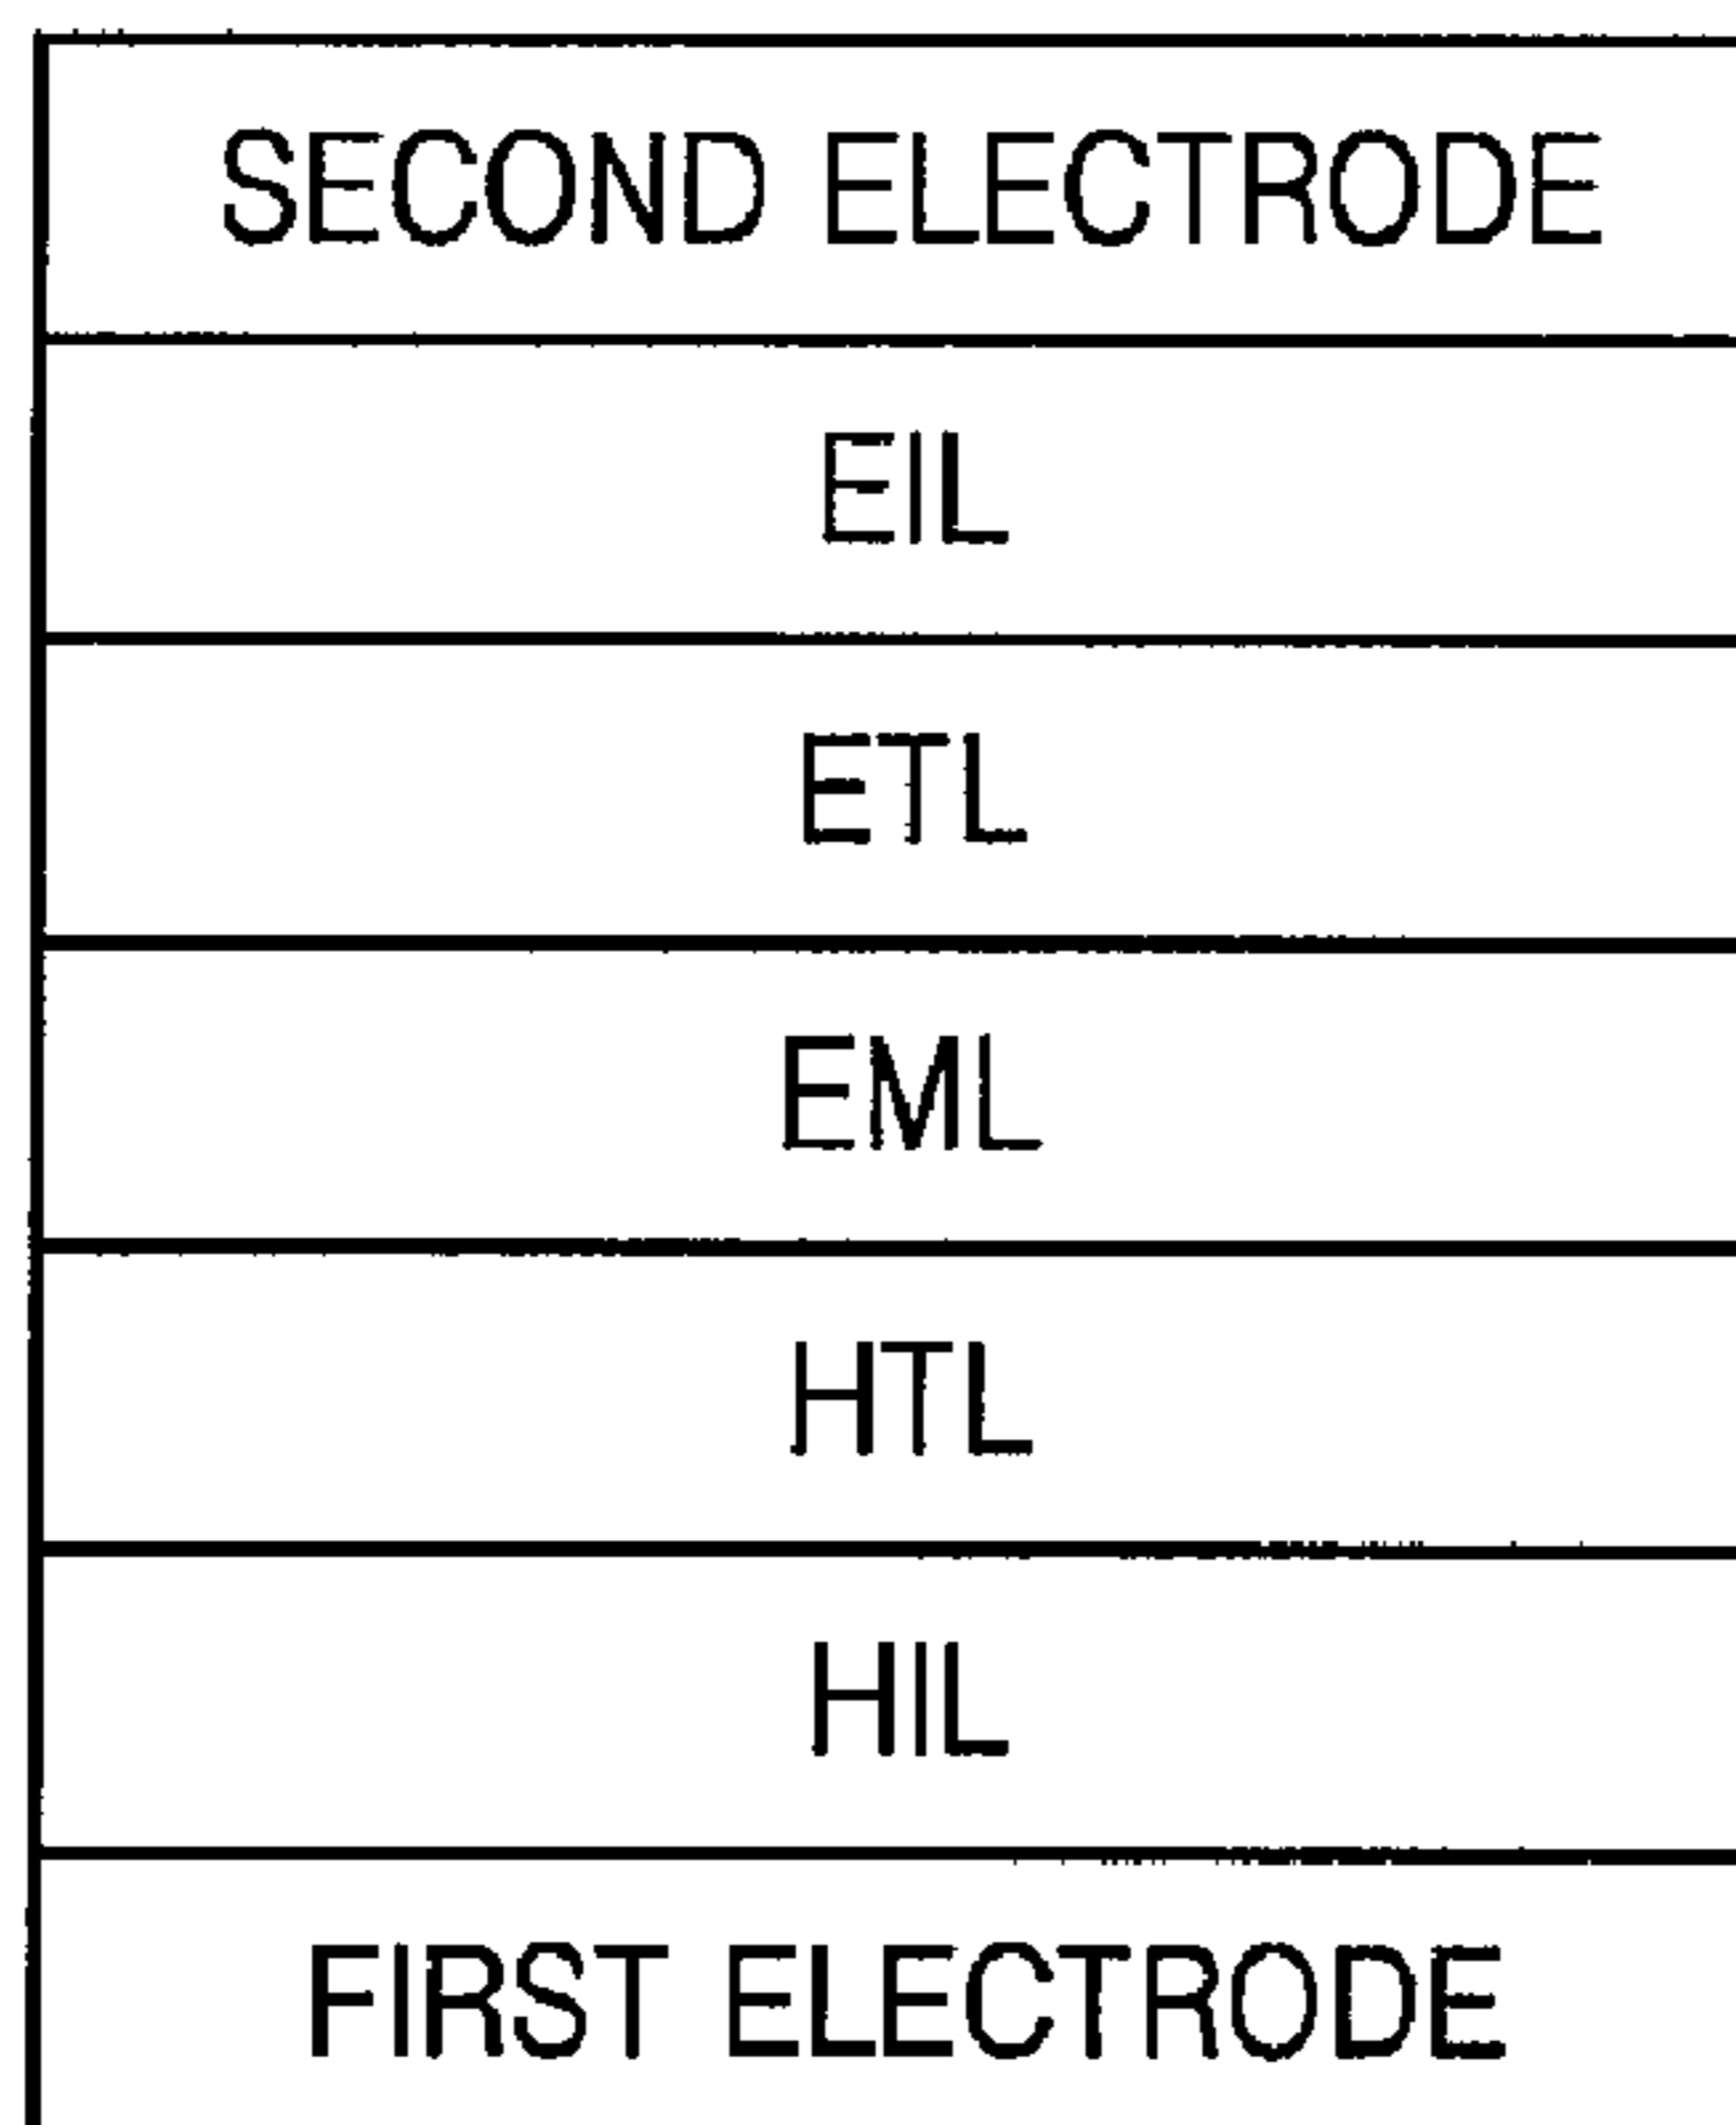 SECOND ELECTRODE
EIL
ETL
EML
HTL
HIL
FIRST ELECTRODE